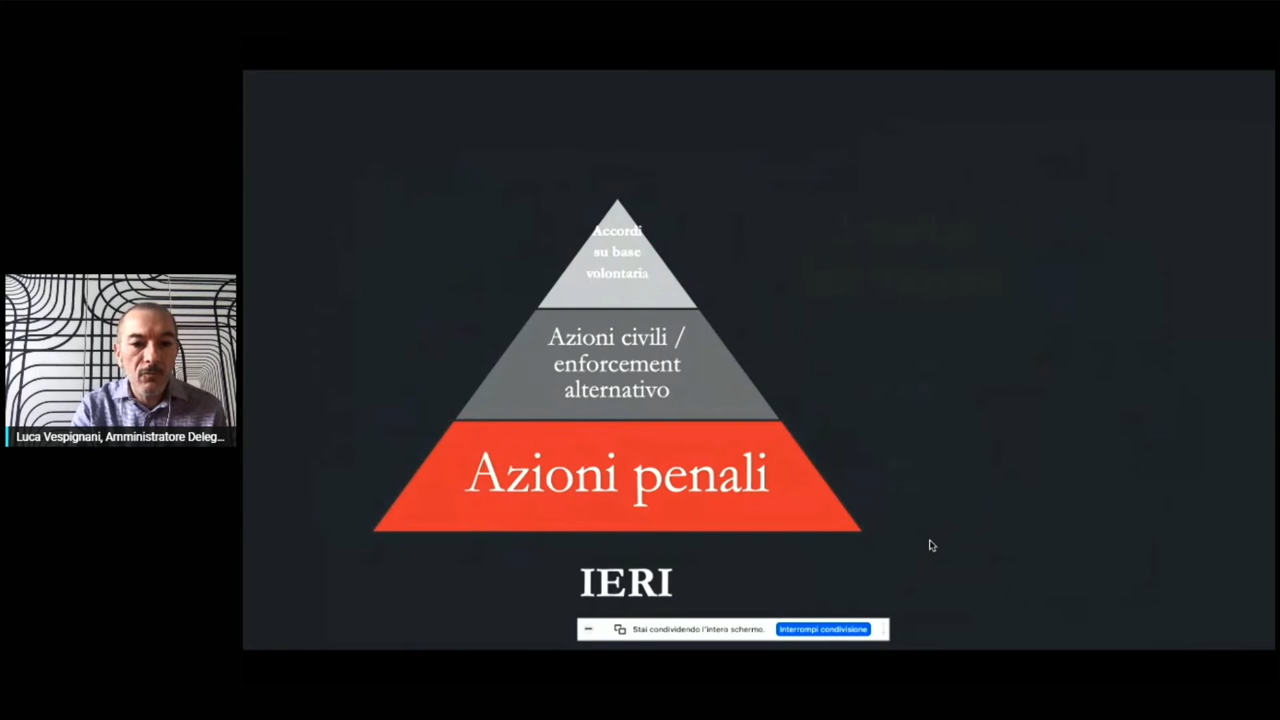 Accordi
su base
volontaria
Azioni civili /
enforcement
alternativo
Azioni penali
IERI
Stai condividendo l'intero schermo.
Interrompi condivisione
Luca Vespignani, Amministratore Deleg...